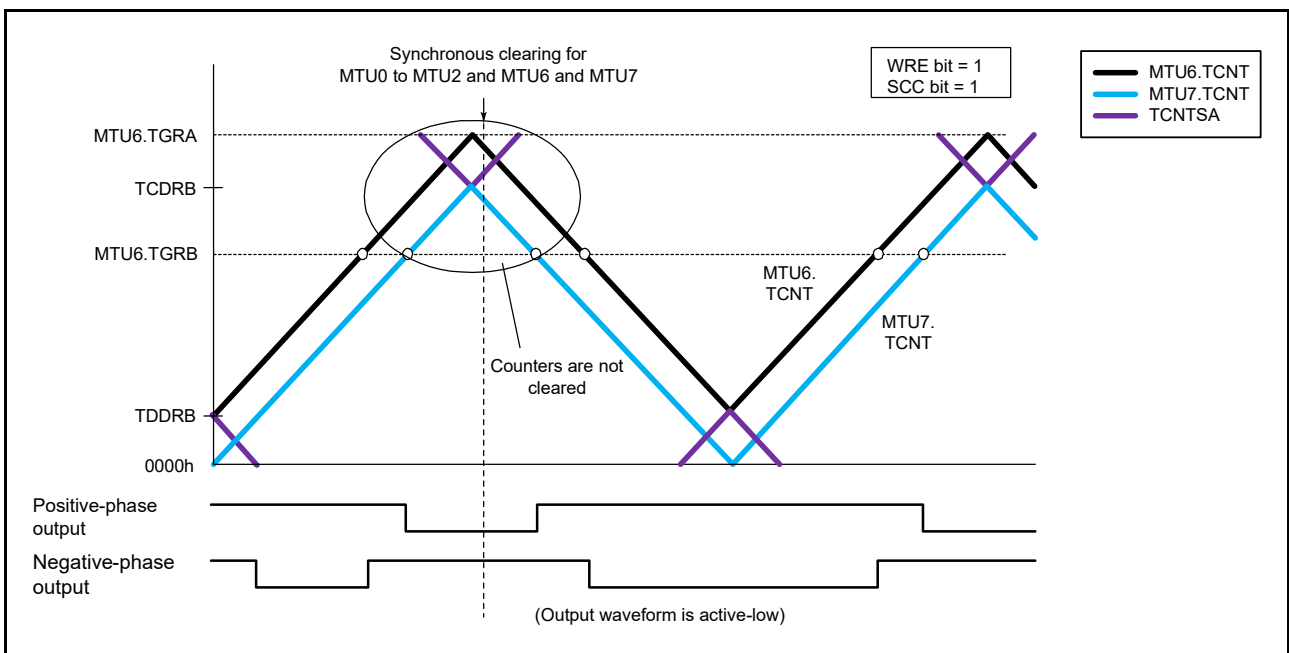 Synchronous clearing for
MTU0 to MTU2 and MTU6 and MTU7
WRE bit = 1
SCC bit = 1
MTU6.TCNT
MTU7.TCNT
TCNTSA
MTU6.TGRA
TCDRB
MTU6.TGRB
MTU6.
TCNT
MTU7.
TCNT
Counters are not
cleared
TDDRB
0000h
Positive-phase
output
Negative-phase
output
(Output waveform is active-low)